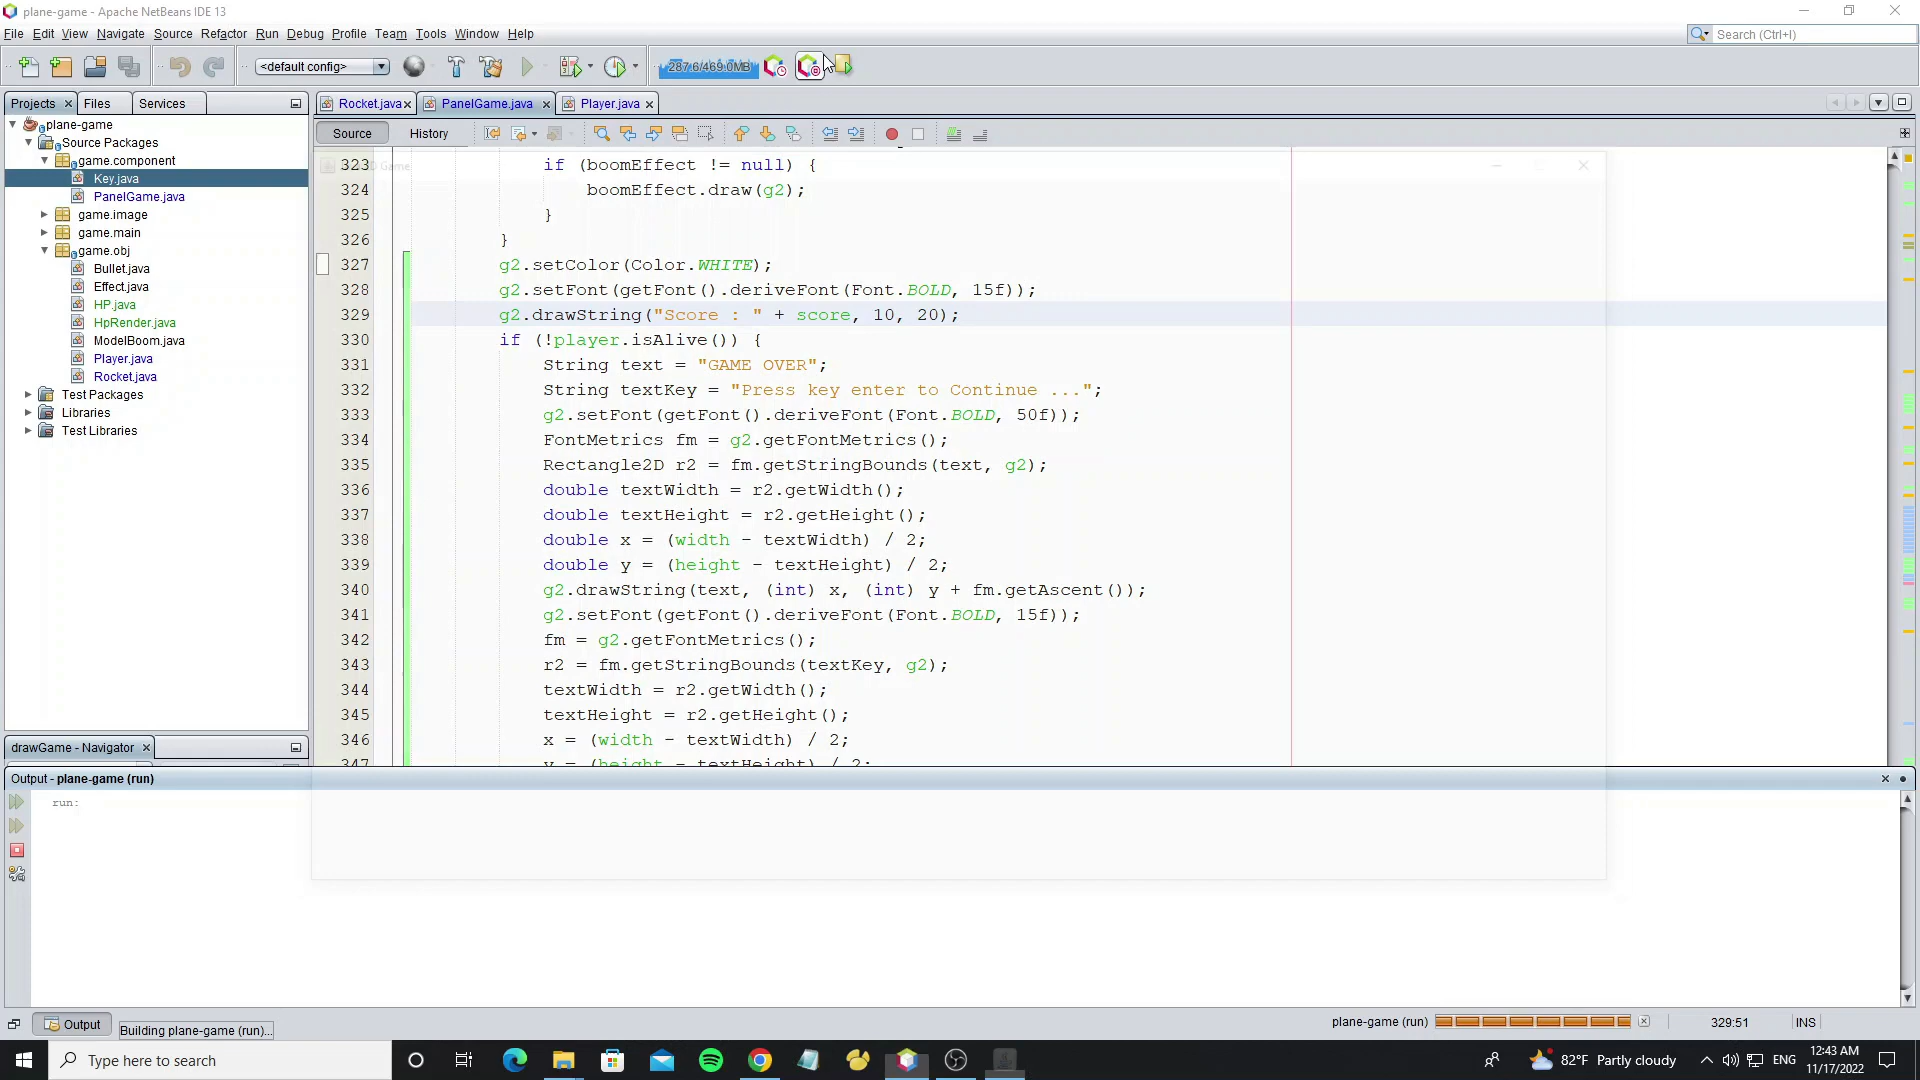 plane-game - Apache NetBeans IDE 13
File Edit View Navigate Source Refactor Run Debug Profile Team Tools Window Help
Search (Ctrl+I)
<default config>
287.6/469.0MB
Projects Files Services
Rocket.java PanelGame.java Player.java
Source History
plane-game
Source Packages
game.component
Key.java
PanelGame.java
game.image
game.main
game.obj
Bullet.java
Effect.java
HP.java
HpRender.java
ModelBoom.java
Player.java
Rocket.java
Test Packages
Libraries
Test Libraries
323 if (boomEffect != null) {
324 boomEffect.draw(g2);
325 }
326 }
327 g2.setColor(Color.WHITE);
328 g2.setFont(getFont().deriveFont(Font.BOLD, 15f));
329 g2.drawString("Score : " + score, 10, 20);
330 if (!player.isAlive()) {
331 String text = "GAME OVER";
332 String textKey = "Press key enter to Continue ...";
333 g2.setFont(getFont().deriveFont(Font.BOLD, 50f));
334 FontMetrics fm = g2.getFontMetrics();
335 Rectangle2D r2 = fm.getStringBounds(text, g2);
336 double textWidth = r2.getWidth();
337 double textHeight = r2.getHeight();
338 double x = (width - textWidth) / 2;
339 double y = (height - textHeight) / 2;
340 g2.drawString(text, (int) x, (int) y + fm.getAscent());
341 g2.setFont(getFont().deriveFont(Font.BOLD, 15f));
342 fm = g2.getFontMetrics();
343 r2 = fm.getStringBounds(textKey, g2);
344 textWidth = r2.getWidth();
345 textHeight = r2.getHeight();
346 x = (width - textWidth) / 2;
347 y = (height - textHeight) / 2;
drawGame - Navigator
Output - plane-game (run)
run:
Output
Building plane-game (run)...
plane-game (run)
329:51
INS
Type here to search
82°F Partly cloudy
ENG
12:43 AM
11/17/2022